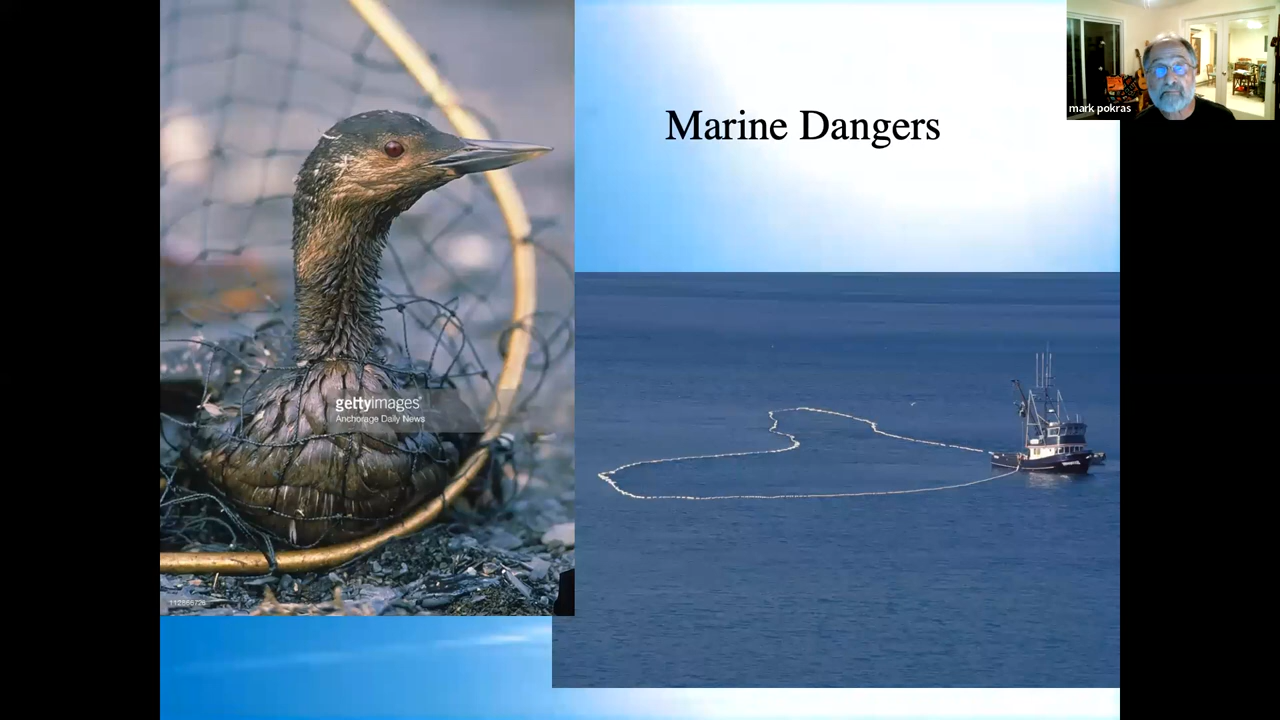 Marine Dangers
mark pokras
gettyimages®
Anchorage Daily News